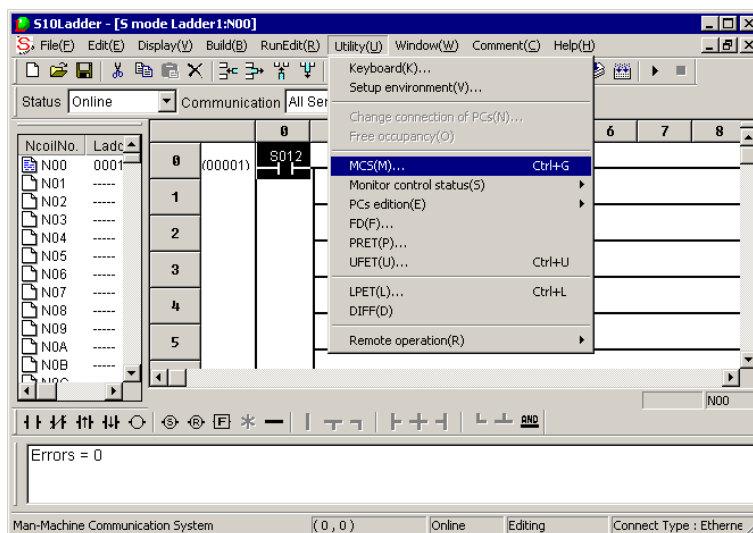 S10Ladder - [S mode Ladder1:N00]
File(F) Edit(E) Display(V) Build(B) RunEdit(R) Utility(U) Window(W) Comment(C) Help(H)
Status Online Communication All Ser
Keyboard(K)...
Setup environment(V)...
Change connection of PCs(N)...
Free occupancy(O)
MCS(M)... Ctrl+G
Monitor control status(S)
PCs edition(E)
FD(F)...
PRET(P)...
UFET(U)... Ctrl+U
LPET(L)... Ctrl+L
DIFF(D)
Remote operation(R)
NcoilNo. Ladd
N00 0001
N01 -----
N02 -----
N03 -----
N04 -----
N05 -----
N06 -----
N07 -----
N08 -----
N09 -----
N0A -----
N0B -----
0 6 7 8
0 (00001) S012
1
2
3
4
5
N00
S R F AND
Errors = 0
Man-Machine Communication System (0,0) Online Editing Connect Type : Etherne